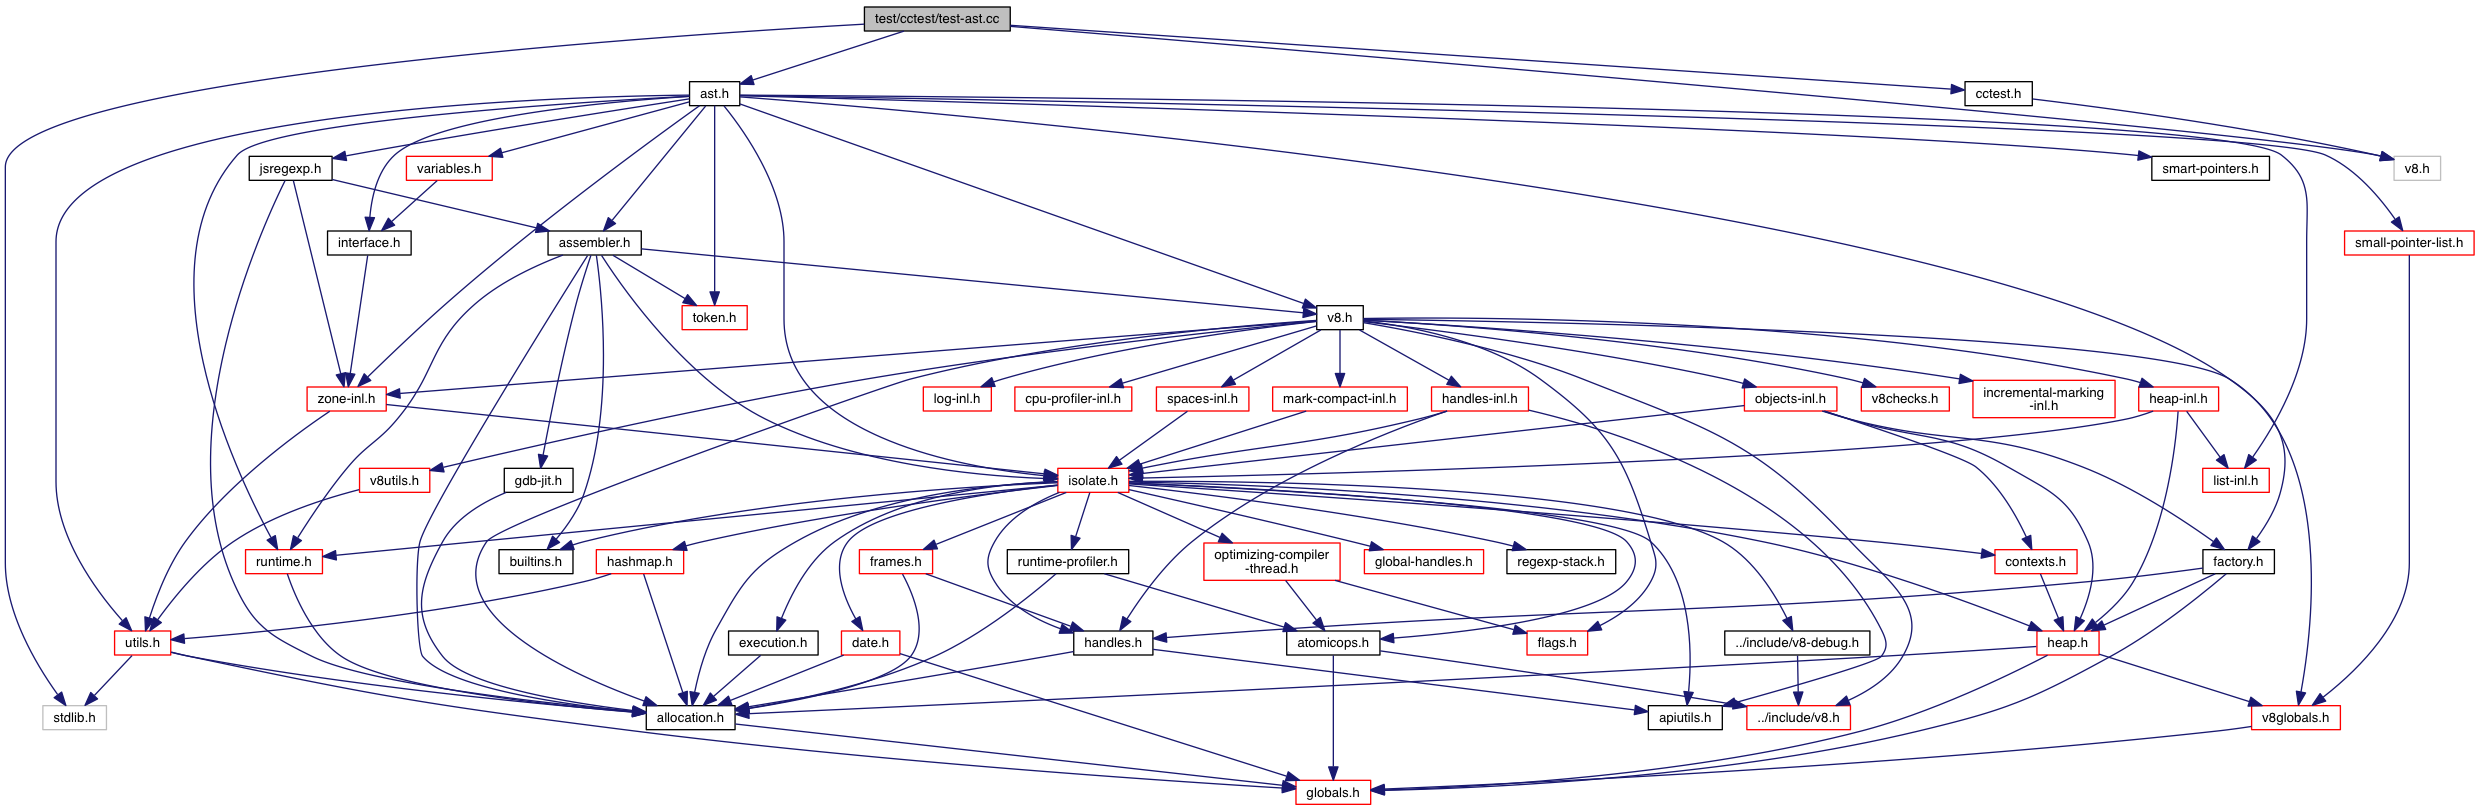 test/cctest/test-ast.cc
ast.h
cctest.h
jsregexp.h
variables.h
smart-pointers.h
v8.h
interface.h
assembler.h
small-pointer-list.h
token.h
v8.h
zone-inl.h
log-inl.h
cpu-profiler-inl.h
spaces-inl.h
mark-compact-inl.h
handles-inl.h
objects-inl.h
v8checks.h
incremental-marking
-inl.h
heap-inl.h
v8utils.h
gdb-jit.h
isolate.h
list-inl.h
runtime.h
builtins.h
hashmap.h
frames.h
runtime-profiler.h
optimizing-compiler
-thread.h
global-handles.h
regexp-stack.h
contexts.h
factory.h
utils.h
execution.h
date.h
handles.h
atomicops.h
flags.h
../include/v8-debug.h
heap.h
stdlib.h
allocation.h
apiutils.h
../include/v8.h
v8globals.h
globals.h